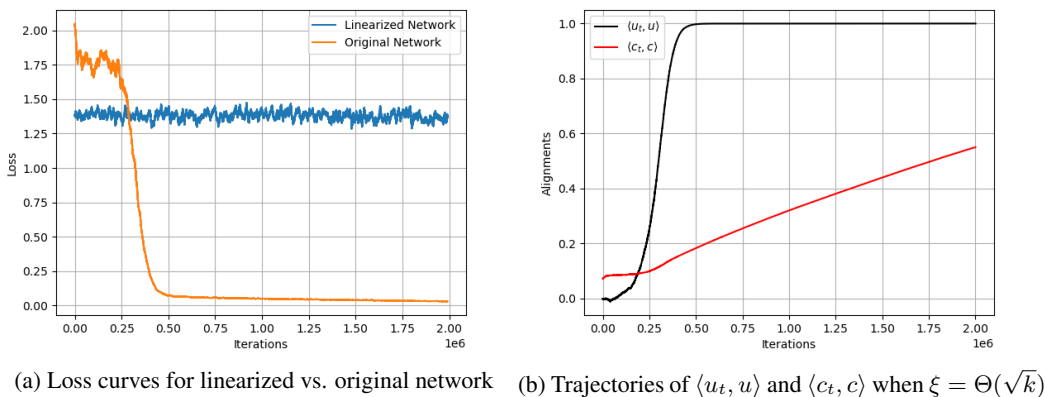 2.00
1.75
1.50
1.25
1.00
0.75
0.50
0.25
0.00
Loss
Linearized Network
Original Network
0.00 0.25 0.50 0.75 1.00 1.25 1.50 1.75 2.00
Iterations
1e6
(a) Loss curves for linearized vs. original network
1.0
0.8
0.6
0.4
0.2
0.0
Alignments
⟨u_t, u⟩
⟨c_t, c⟩
0.00 0.25 0.50 0.75 1.00 1.25 1.50 1.75 2.00
Iterations
1e6
(b) Trajectories of ⟨u_t, u⟩ and ⟨c_t, c⟩ when ξ = Θ(√k)